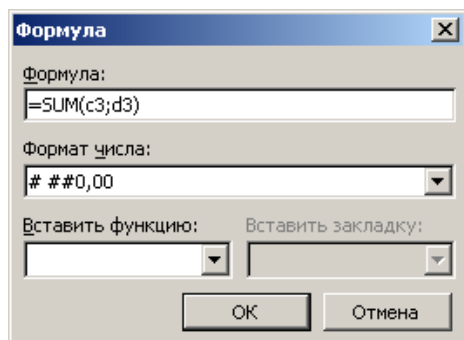 Формула
Формула:
=SUM(c3;d3)
Формат числа:
# ##0,00
Вставить функцию: Вставить закладку:
ОК Отмена